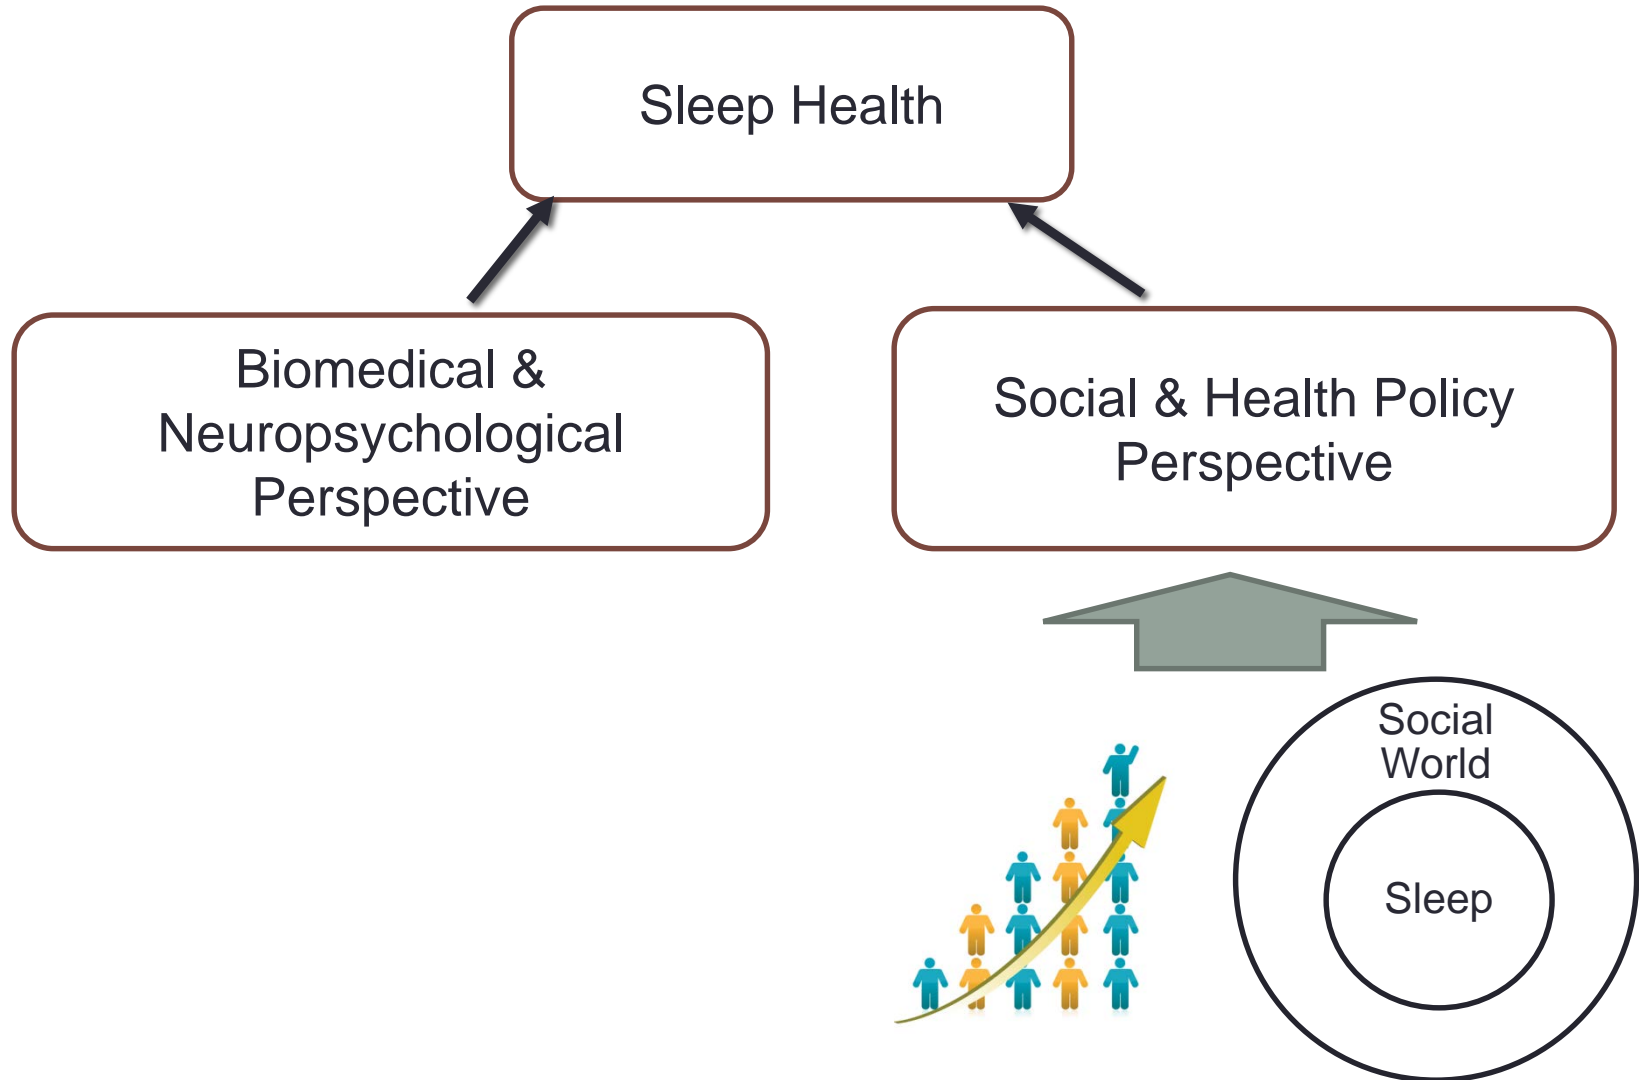 Sleep Health
Biomedical &
Neuropsychological
Perspective
Social & Health Policy
Perspective
Social
World
Sleep